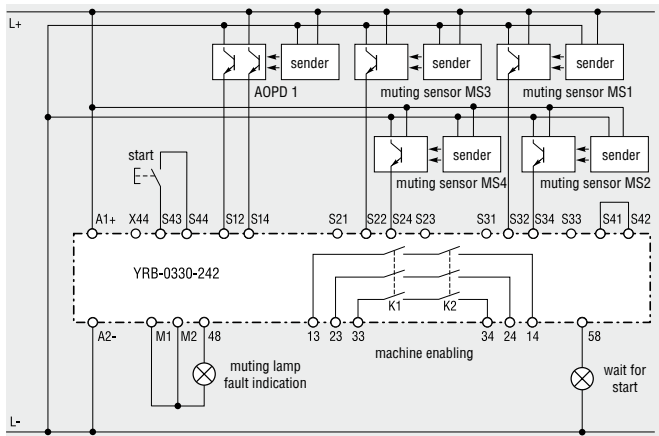 L+
sender
sender
sender
AOPD 1
muting sensor MS3
muting sensor MS1
sender
sender
start
muting sensor MS4
muting sensor MS2
A1+ X44 S43 S44 S12 S14 S21 S22 S24 S23 S31 S32 S34 S33 S41 S42
YRB-0330-242
K1 K2
A2- M1 M2 48 13 23 33 34 24 14 58
machine enabling
muting lamp
fault indication
wait for
start
L-